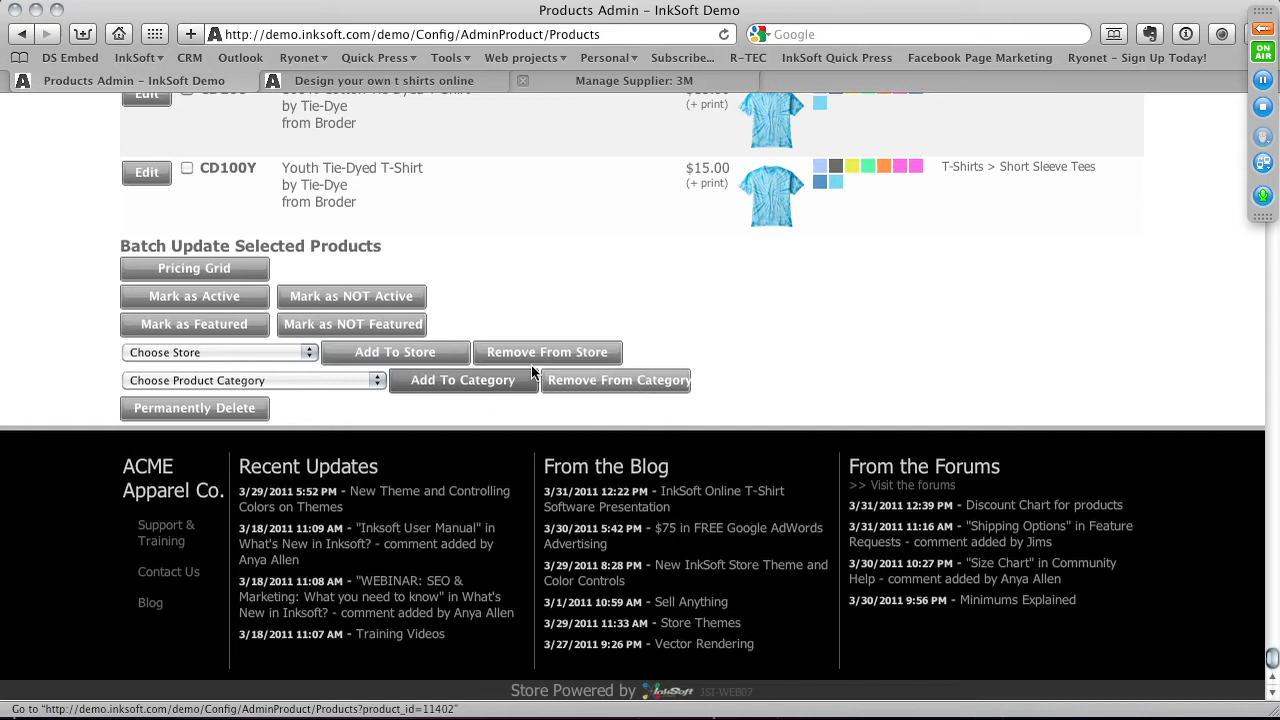 Products Admin - InkSoft Demo
http://demo.inksoft.com/demo/Config/AdminProduct/Products
Google
DS Embed InkSoft CRM Outlook Ryonet Quick Press Tools Web projects Personal Subscribe... R-TEC InkSoft Quick Press Facebook Page Marketing Ryonet - Sign Up Today!
Products Admin - InkSoft Demo
Design your own t shirts online
Manage Supplier: 3M
ON AIR
(+ print)
by Tie-Dye
from Broder
Edit
CD100Y
Youth Tie-Dyed T-Shirt
by Tie-Dye
from Broder
$15.00
(+ print)
T-Shirts > Short Sleeve Tees
Batch Update Selected Products
Pricing Grid
Mark as Active Mark as NOT Active
Mark as Featured Mark as NOT Featured
Choose Store Add To Store Remove From Store
Choose Product Category Add To Category Remove From Category
Permanently Delete
ACME
Apparel Co.
Support &
Training
Contact Us
Blog
Recent Updates
3/29/2011 5:52 PM - New Theme and Controlling
Colors on Themes
3/18/2011 11:09 AM - "Inksoft User Manual" in
What's New in Inksoft? - comment added by
Anya Allen
3/18/2011 11:08 AM - "WEBINAR: SEO &
Marketing: What you need to know" in What's
New in Inksoft? - comment added by Anya Allen
3/18/2011 11:07 AM - Training Videos
From the Blog
3/31/2011 12:22 PM - InkSoft Online T-Shirt
Software Presentation
3/30/2011 5:42 PM - $75 in FREE Google AdWords
Advertising
3/29/2011 8:28 PM - New InkSoft Store Theme and
Color Controls
3/1/2011 10:59 AM - Sell Anything
3/29/2011 11:33 AM - Store Themes
3/27/2011 9:26 PM - Vector Rendering
From the Forums
>> Visit the forums
3/31/2011 12:39 PM - Discount Chart for products
3/31/2011 11:16 AM - "Shipping Options" in Feature
Requests - comment added by Jims
3/30/2011 10:27 PM - "Size Chart" in Community
Help - comment added by Anya Allen
3/30/2011 9:56 PM - Minimums Explained
Store Powered by InkSoft JSI-WEB07
Go to "http://demo.inksoft.com/demo/Config/AdminProduct/Products?product_id=11402"